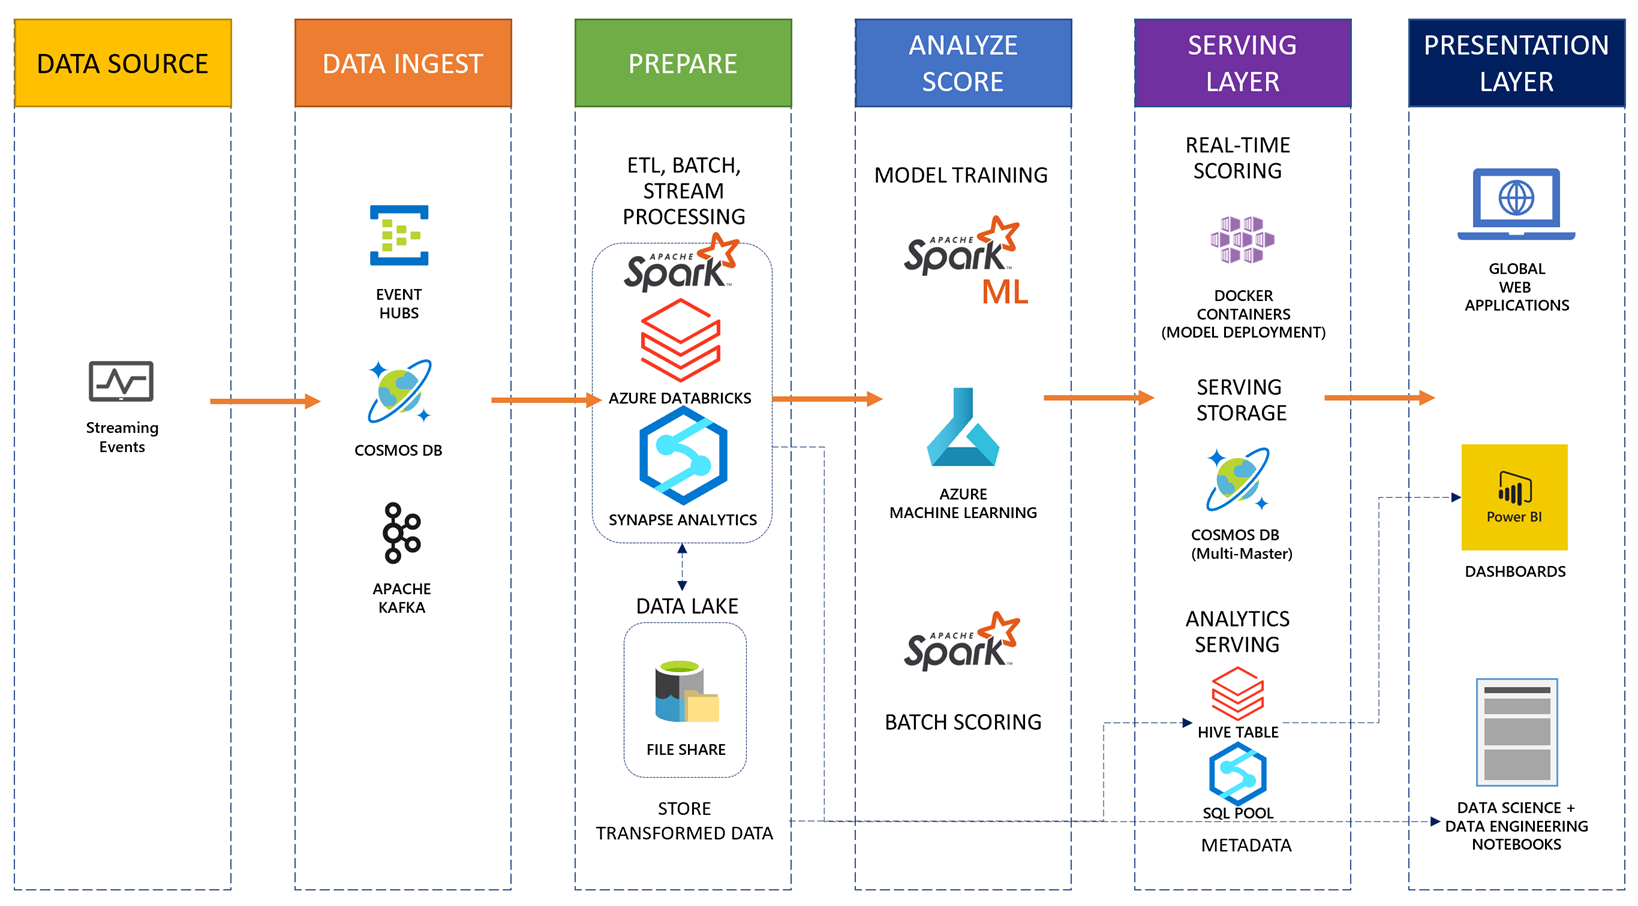 DATA SOURCE
Streaming
Events
DATA INGEST
EVENT
HUBS
COSMOS DB
APACHE
KAFKA
PREPARE
ETL, BATCH,
STREAM
PROCESSING
APACHE
Spark™
AZURE DATABRICKS
SYNAPSE ANALYTICS
DATA LAKE
FILE SHARE
STORE
TRANSFORMED DATA
ANALYZE
SCORE
MODEL TRAINING
APACHE
Spark™
ML
AZURE
MACHINE LEARNING
APACHE
Spark™
BATCH SCORING
SERVING
LAYER
REAL-TIME
SCORING
DOCKER
CONTAINERS
(MODEL DEPLOYMENT)
SERVING
STORAGE
COSMOS DB
(Multi-Master)
ANALYTICS
SERVING
HIVE TABLE
SQL POOL
METADATA
PRESENTATION
LAYER
GLOBAL
WEB
APPLICATIONS
Power BI
DASHBOARDS
DATA SCIENCE +
DATA ENGINEERING
NOTEBOOKS